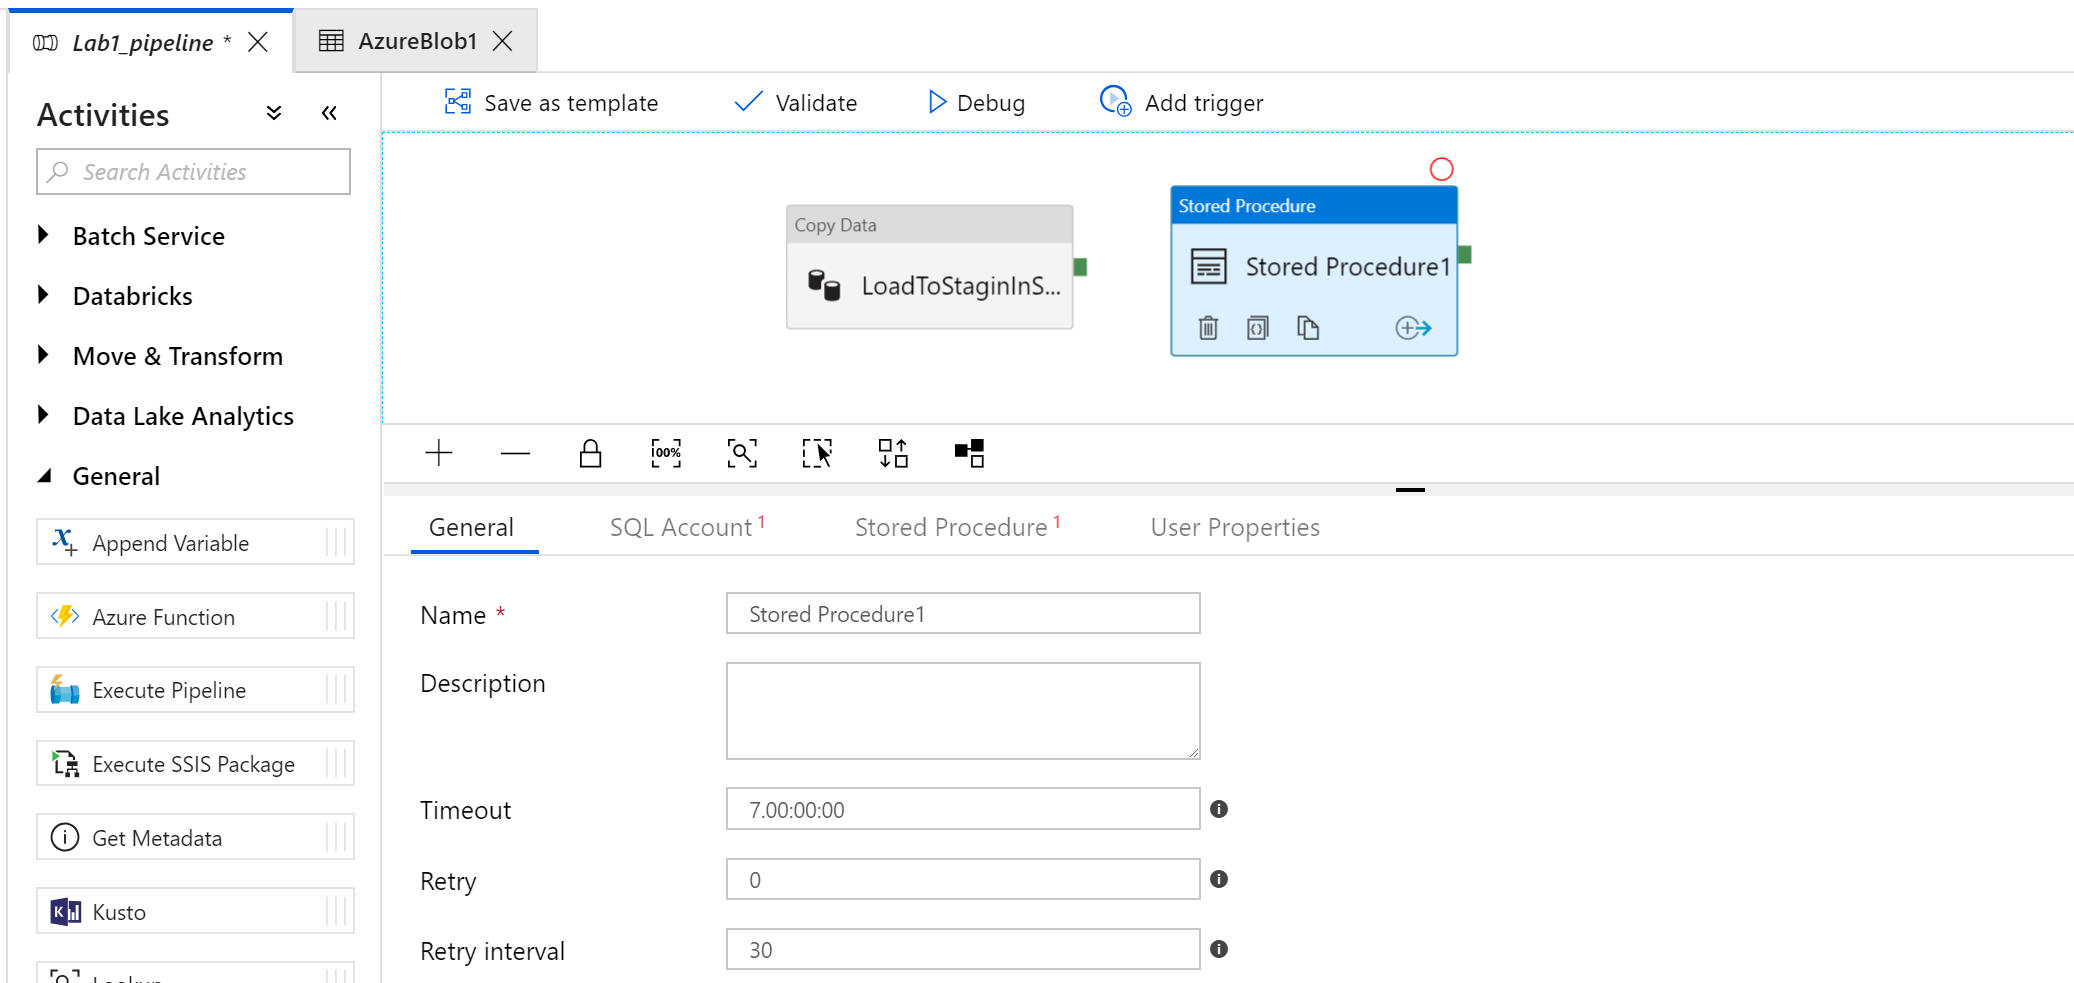 Lab1_pipeline *
AzureBlob1
Activities
Search Activities
Batch Service
Databricks
Move & Transform
Data Lake Analytics
General
Append Variable
Azure Function
Execute Pipeline
Execute SSIS Package
Get Metadata
Kusto
Lookup
Save as template
Validate
Debug
Add trigger
Copy Data
LoadToStaginInS...
Stored Procedure
Stored Procedure1
100%
General
SQL Account 1
Stored Procedure 1
User Properties
Name *
Stored Procedure1
Description
Timeout
7.00:00:00
Retry
0
Retry interval
30